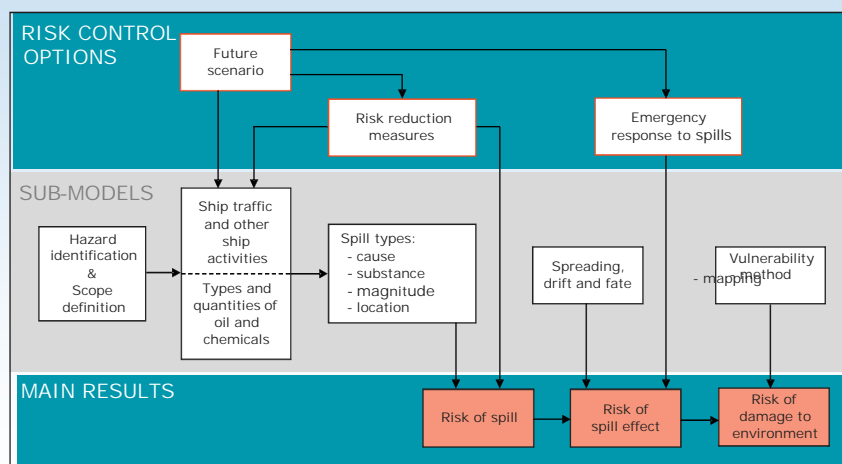 RISK CONTROL
OPTIONS
Future
scenario
Risk reduction
measures
Emergency
response to spills
SUB-MODELS
Hazard
identification
&
Scope
definition
Ship traffic
and other
ship
activities
Types and
quantities of
oil and
chemicals
Spill types:
- cause
- substance
- magnitude
- location
Spreading,
drift and fate
Vulnerability
- method
- mapping
MAIN RESULTS
Risk of spill
Risk of
spill effect
Risk of
damage to
environment